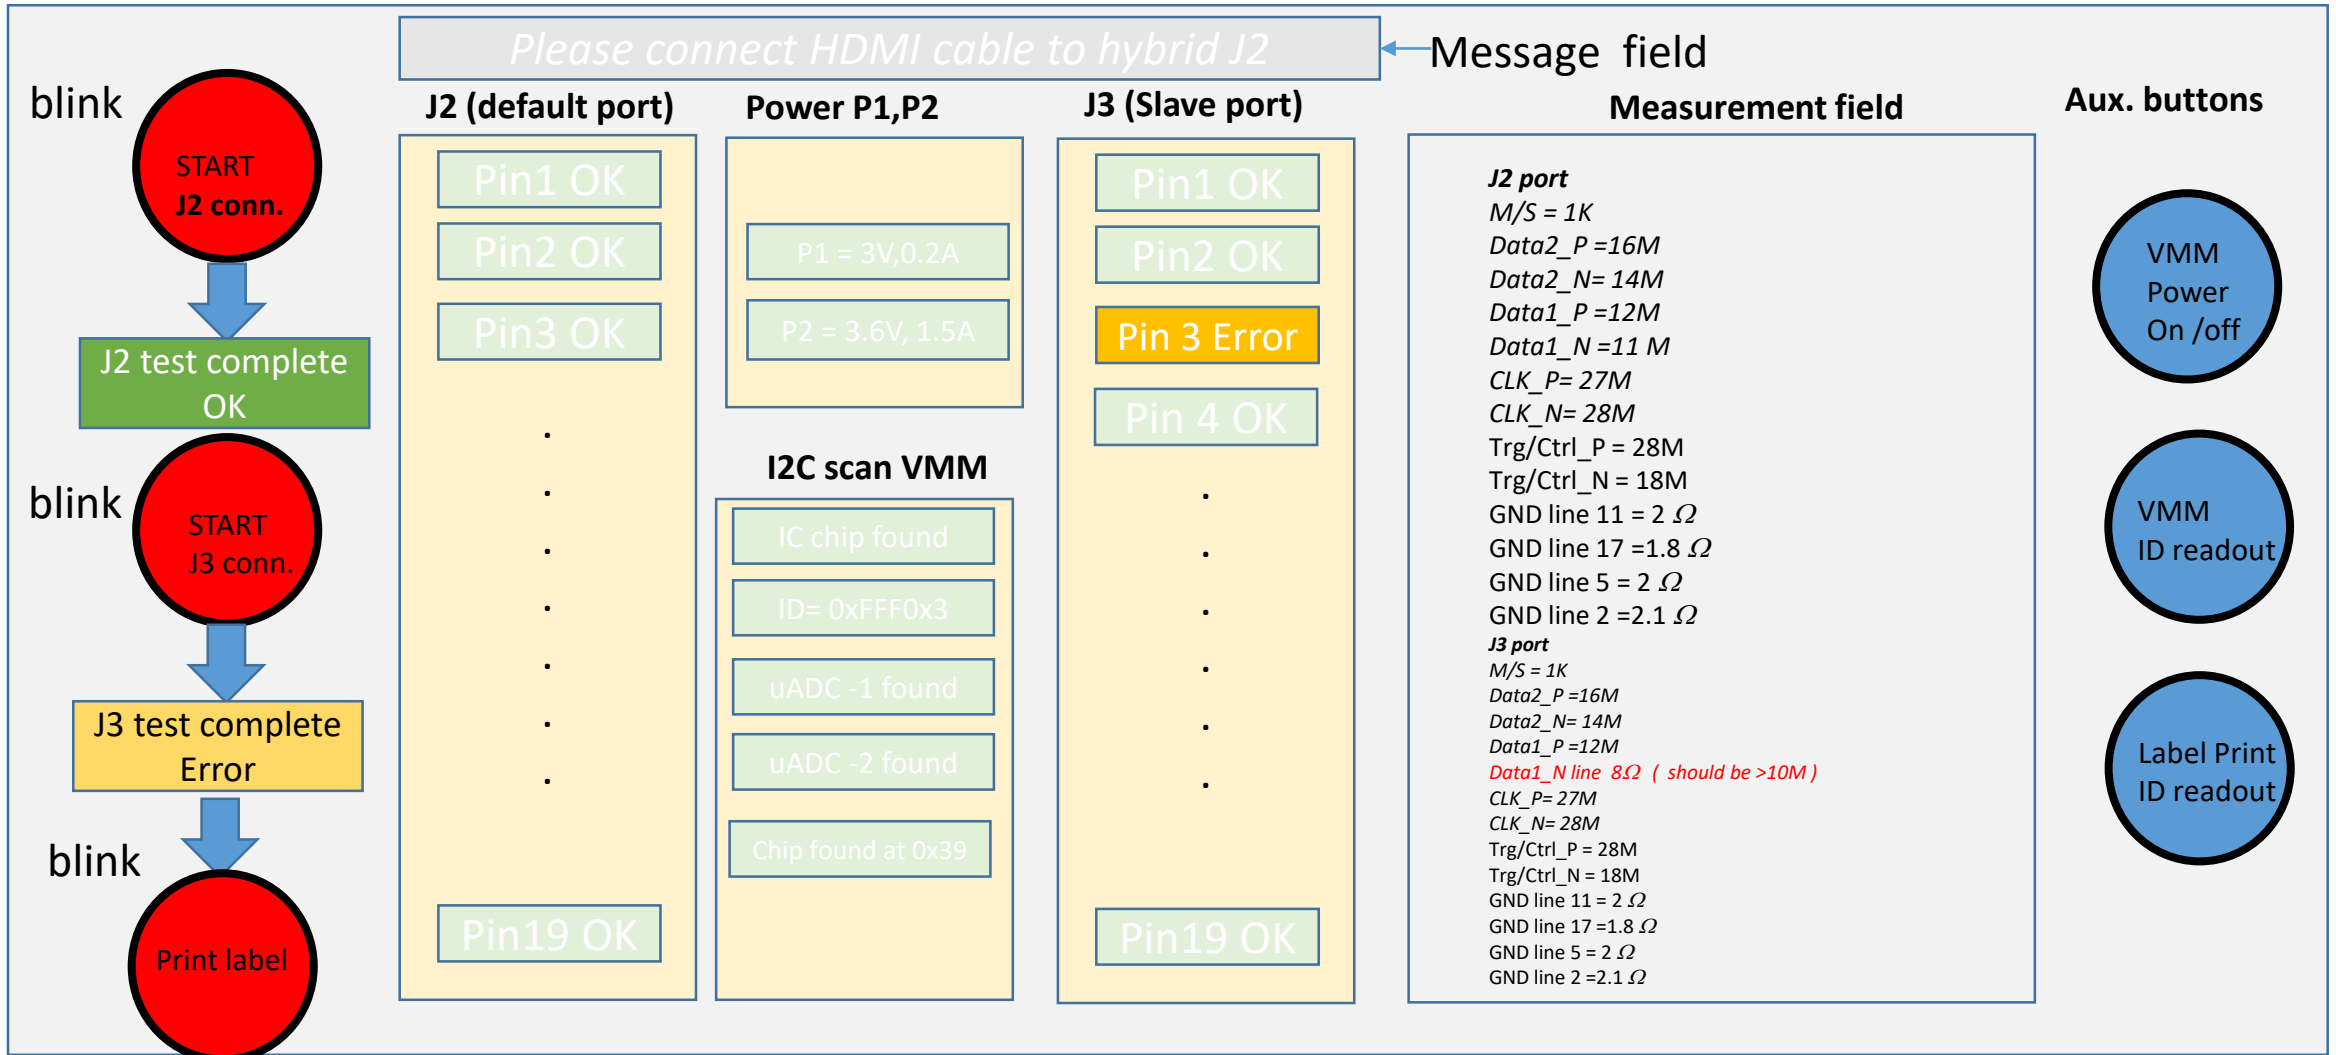 Please connect HDMI cable to hybrid J2
Message  field
blink
START
J2 conn.
J2 test complete
OK
blink
START
J3 conn.
J3 test complete
Error
blink
Print label
J2 (default port)
Pin1 OK
Pin2 OK
Pin3 OK
.
.
.
.
.
.
.
Pin19 OK
Power P1,P2
P1 = 3V,0.2A
P2 = 3.6V, 1.5A
I2C scan VMM
IC chip found
ID= 0xFFF0x3
uADC -1 found
uADC -2 found
Chip found at 0x39
J3 (Slave port)
Pin1 OK
Pin2 OK
Pin 3 Error
Pin 4 OK
.
.
.
.
.
.
Pin19 OK
Measurement field
J2 port
M/S = 1K
Data2_P =16M
Data2_N= 14M
Data1_P =12M
Data1_N =11 M
CLK_P= 27M
CLK_N= 28M
Trg/Ctrl_P = 28M
Trg/Ctrl_N = 18M
GND line 11 = 2 Ω
GND line 17 =1.8 Ω
GND line 5 = 2 Ω
GND line 2 =2.1 Ω
J3 port
M/S = 1K
Data2_P =16M
Data2_N= 14M
Data1_P =12M
Data1_N line  8Ω  (  should be >10M )
CLK_P= 27M
CLK_N= 28M
Trg/Ctrl_P = 28M
Trg/Ctrl_N = 18M
GND line 11 = 2 Ω
GND line 17 =1.8 Ω
GND line 5 = 2 Ω
GND line 2 =2.1 Ω
Aux. buttons
VMM
Power
On /off
VMM
ID readout
Label Print
ID readout